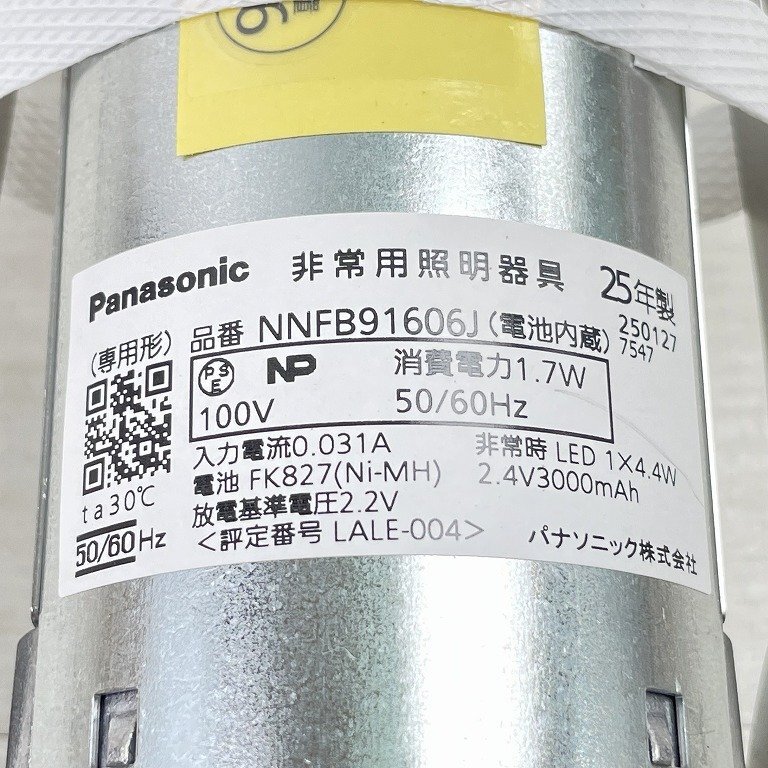 Panasonic 非常用照明器具 25年製
250127
7547
品番 NNFB91606J(電池内蔵)
(専用形)
PSE NP 消費電力1.7W
100V 50/60Hz
入力電流0.031A 非常時 LED 1×4.4W
電池 FK827(Ni-MH) 2.4V3000mAh
放電基準電圧2.2V
<評定番号 LALE-004> パナソニック株式会社
ta30℃
50/60Hz